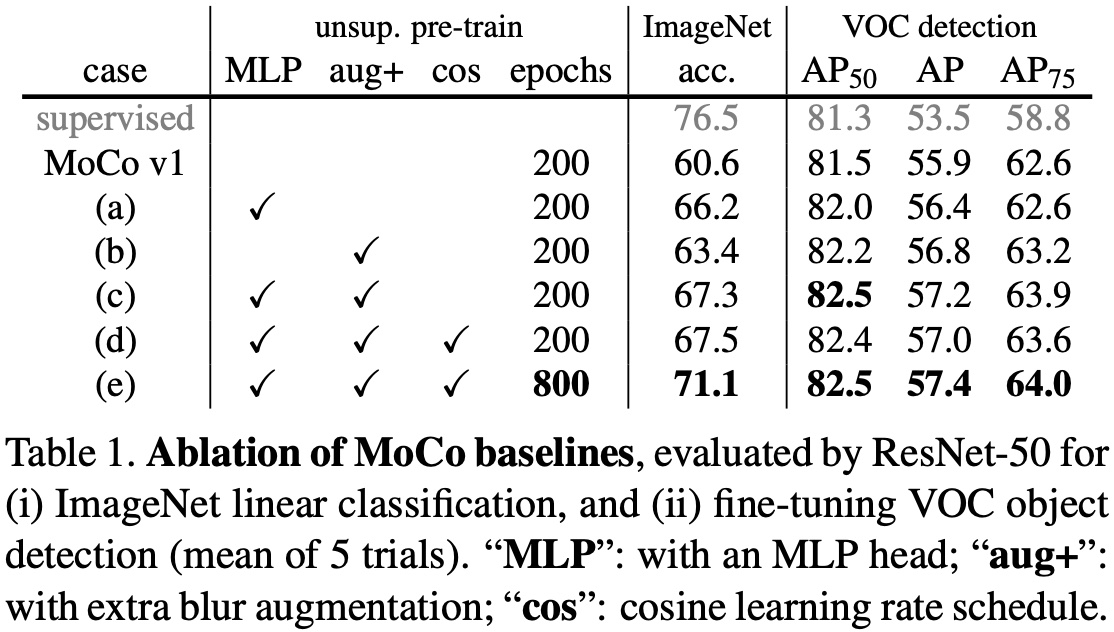 unsup. pre-train ImageNet VOC detection
case MLP aug+ cos epochs acc. AP50 AP AP75
supervised 76.5 81.3 53.5 58.8
MoCo v1 200 60.6 81.5 55.9 62.6
(a) ✓ 200 66.2 82.0 56.4 62.6
(b) ✓ 200 63.4 82.2 56.8 63.2
(c) ✓ ✓ 200 67.3 82.5 57.2 63.9
(d) ✓ ✓ ✓ 200 67.5 82.4 57.0 63.6
(e) ✓ ✓ ✓ 800 71.1 82.5 57.4 64.0
Table 1. Ablation of MoCo baselines, evaluated by ResNet-50 for
(i) ImageNet linear classification, and (ii) fine-tuning VOC object
detection (mean of 5 trials). “MLP”: with an MLP head; “aug+”:
with extra blur augmentation; “cos”: cosine learning rate schedule.